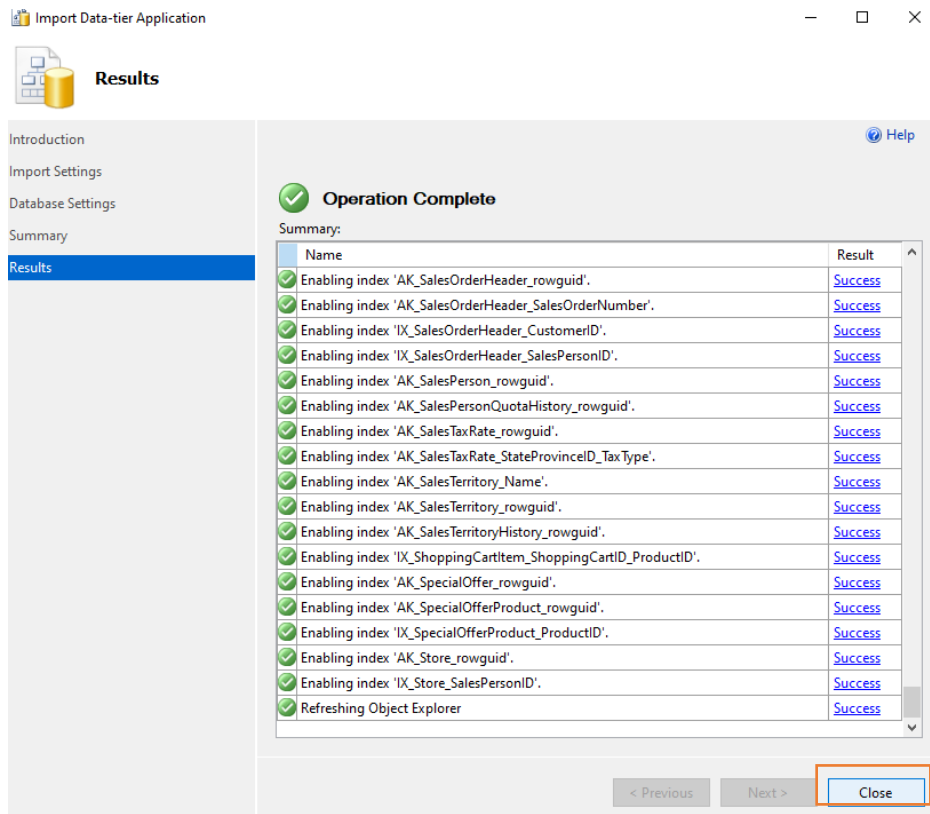 Import Data-tier Application
Results
Introduction
Import Settings
Database Settings
Summary
Results
Help
Operation Complete
Summary:
Name Result
Enabling index 'AK_SalesOrderHeader_rowguid'. Success
Enabling index 'AK_SalesOrderHeader_SalesOrderNumber'. Success
Enabling index 'IX_SalesOrderHeader_CustomerID'. Success
Enabling index 'IX_SalesOrderHeader_SalesPersonID'. Success
Enabling index 'AK_SalesPerson_rowguid'. Success
Enabling index 'AK_SalesPersonQuotaHistory_rowguid'. Success
Enabling index 'AK_SalesTaxRate_rowguid'. Success
Enabling index 'AK_SalesTaxRate_StateProvinceID_TaxType'. Success
Enabling index 'AK_SalesTerritory_Name'. Success
Enabling index 'AK_SalesTerritory_rowguid'. Success
Enabling index 'AK_SalesTerritoryHistory_rowguid'. Success
Enabling index 'IX_ShoppingCartItem_ShoppingCartID_ProductID'. Success
Enabling index 'AK_SpecialOffer_rowguid'. Success
Enabling index 'AK_SpecialOfferProduct_rowguid'. Success
Enabling index 'IX_SpecialOfferProduct_ProductID'. Success
Enabling index 'AK_Store_rowguid'. Success
Enabling index 'IX_Store_SalesPersonID'. Success
Refreshing Object Explorer Success
< Previous Next > Close